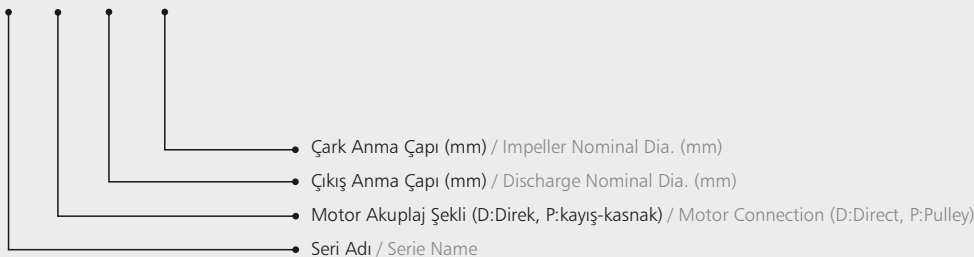 Çark Anma Çapı (mm) / Impeller Nominal Dia. (mm)
Çıkış Anma Çapı (mm) / Discharge Nominal Dia. (mm)
Motor Akuplaj Şekli (D:Direk, P:kayış-kasnak) / Motor Connection (D:Direct, P:Pulley)
Seri Adı / Serie Name